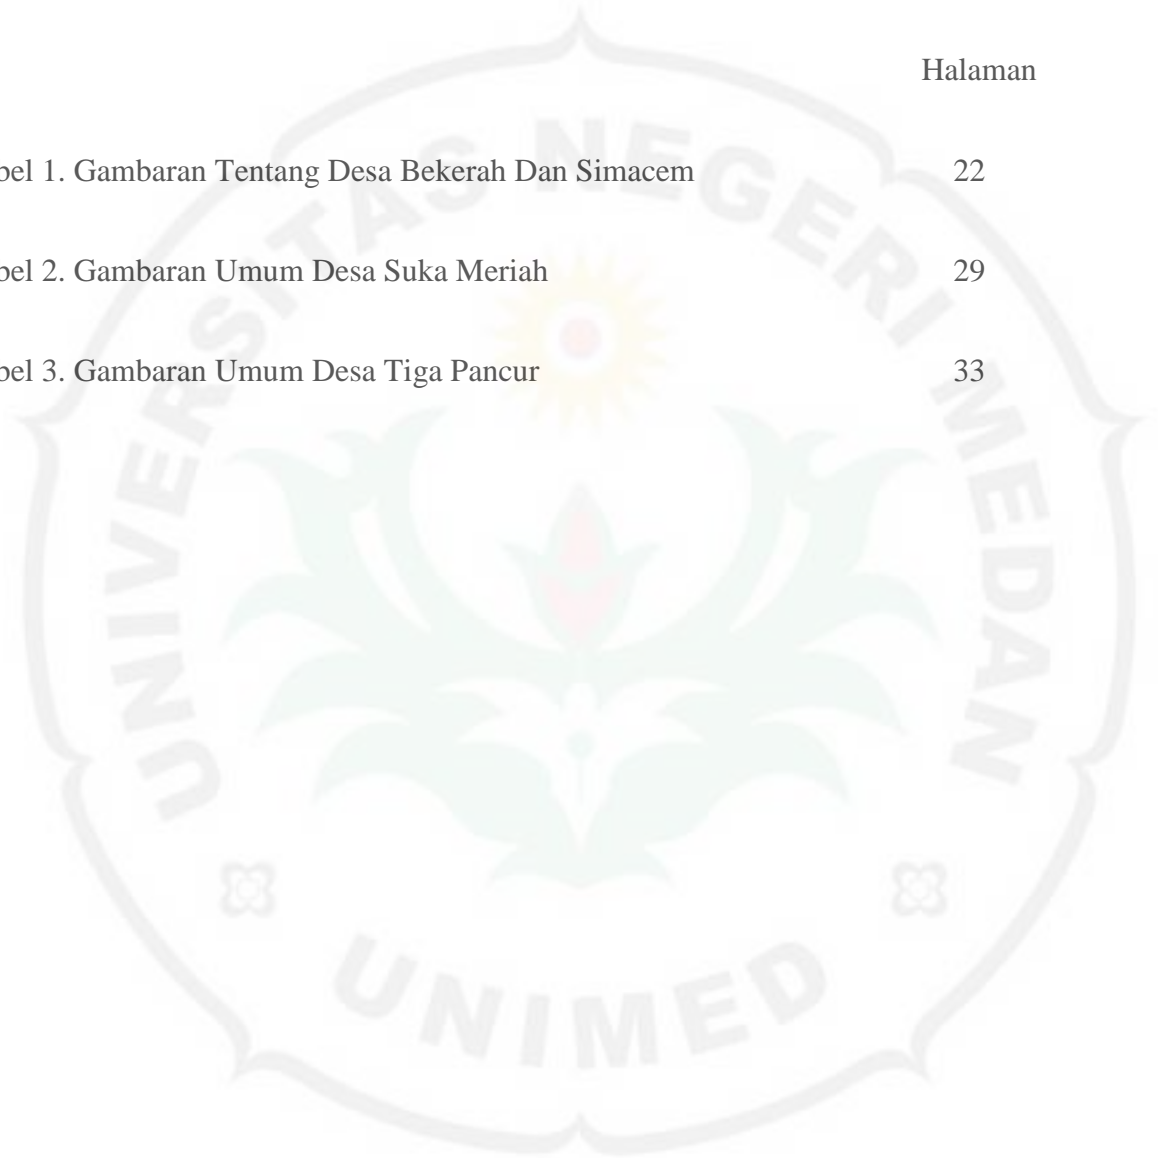 Halaman
bel 1. Gambaran Tentang Desa Bekerah Dan Simacem 22
bel 2. Gambaran Umum Desa Suka Meriah 29
bel 3. Gambaran Umum Desa Tiga Pancur 33
UNIVERSITAS NEGERI MEDAN
UNIMED